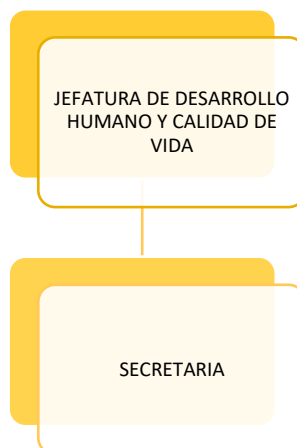 JEFATURA DE DESARROLLO
HUMANO Y CALIDAD DE
VIDA
SECRETARIA